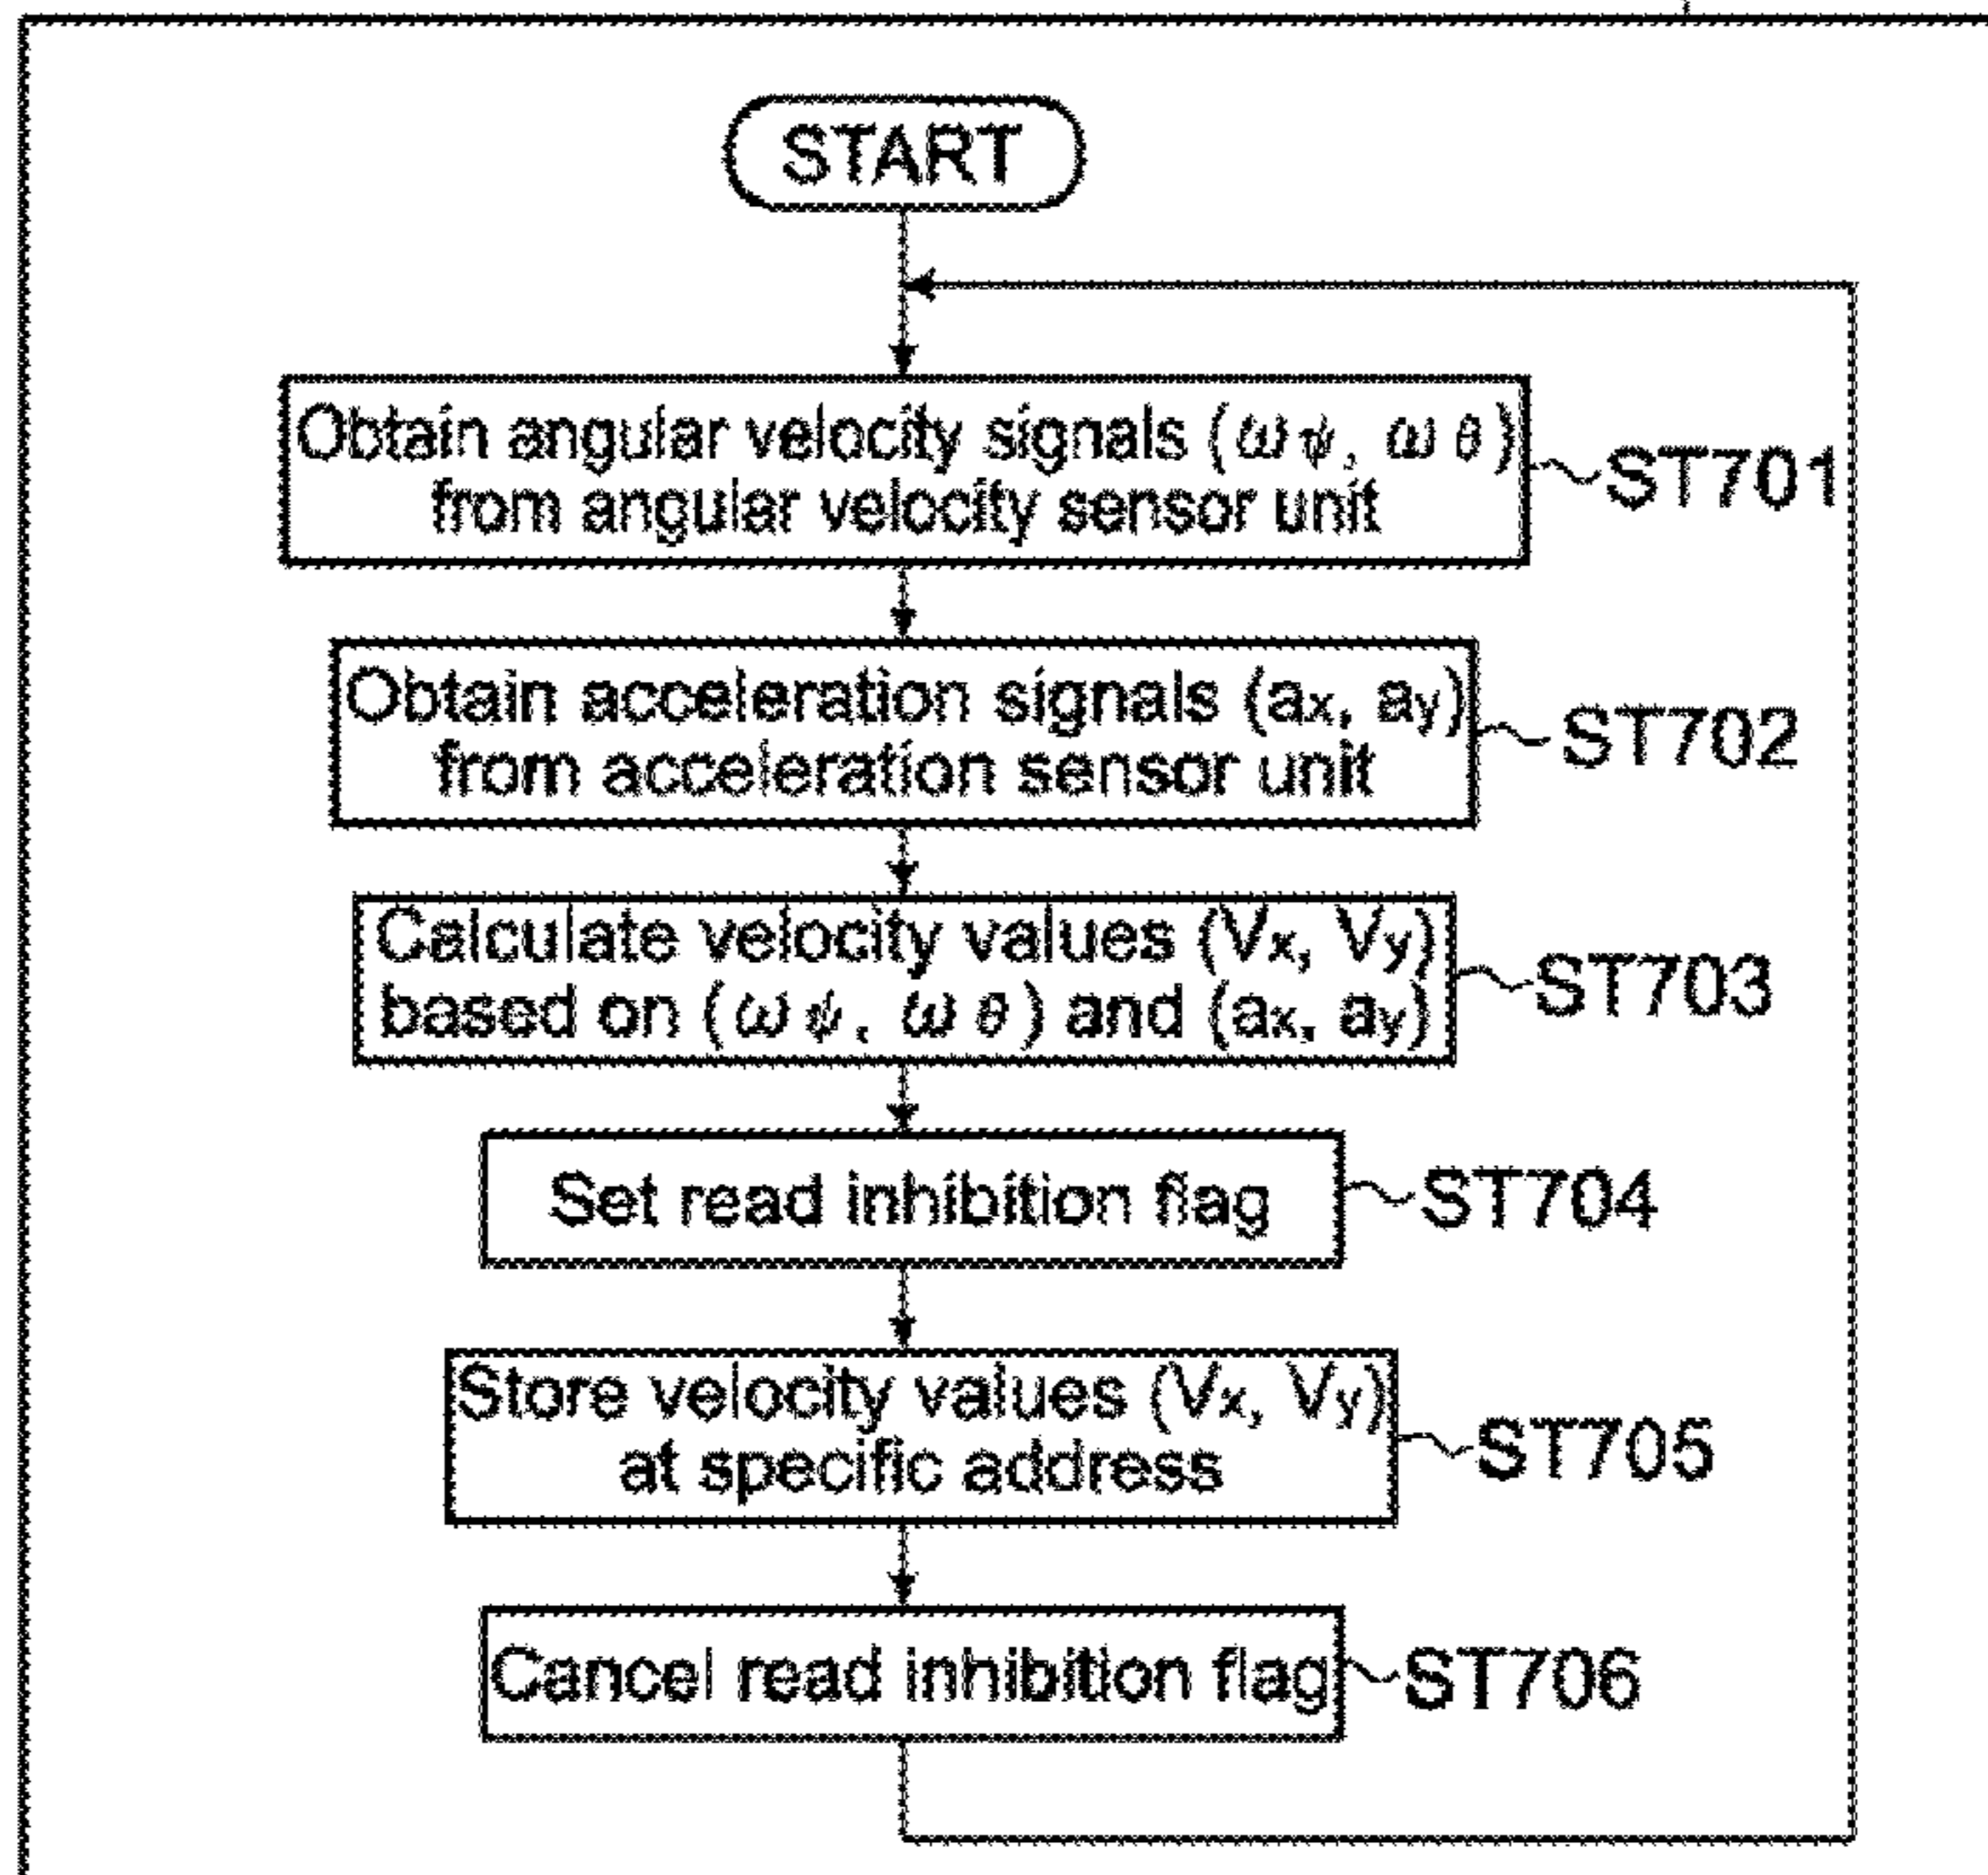 START
Obtain angular velocity signals (ωψ, ωθ)
from angular velocity sensor unit
ST701
Obtain acceleration signals (ax, ay)
from acceleration sensor unit
ST702
Calculate velocity values (Vx, Vy)
based on (ωψ, ωθ) and (ax, ay)
ST703
Set read inhibition flag
ST704
Store velocity values (Vx, Vy)
at specific address
ST705
Cancel read inhibition flag
ST706